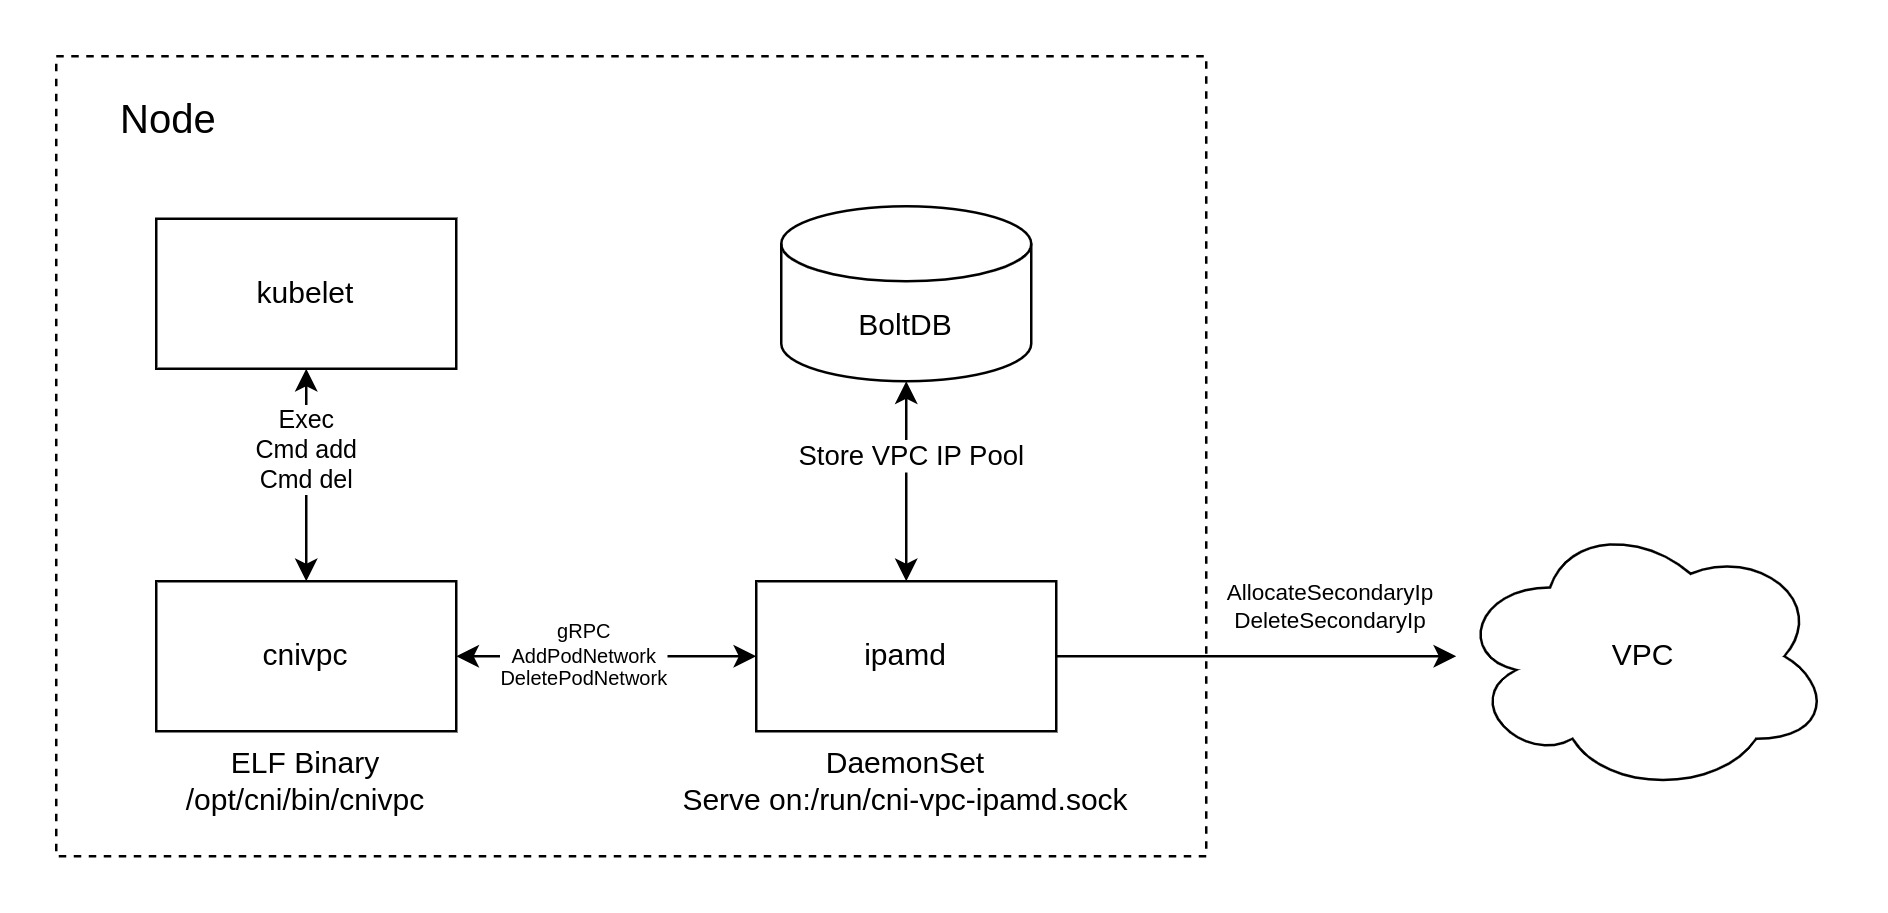 Node
kubelet
BoltDB
Exec
Cmd add
Cmd del
Store VPC IP Pool
cnivpc
gRPC
AddPodNetwork
DeletePodNetwork
ipamd
AllocateSecondaryIp
DeleteSecondaryIp
VPC
ELF Binary
/opt/cni/bin/cnivpc
DaemonSet
Serve on:/run/cni-vpc-ipamd.sock